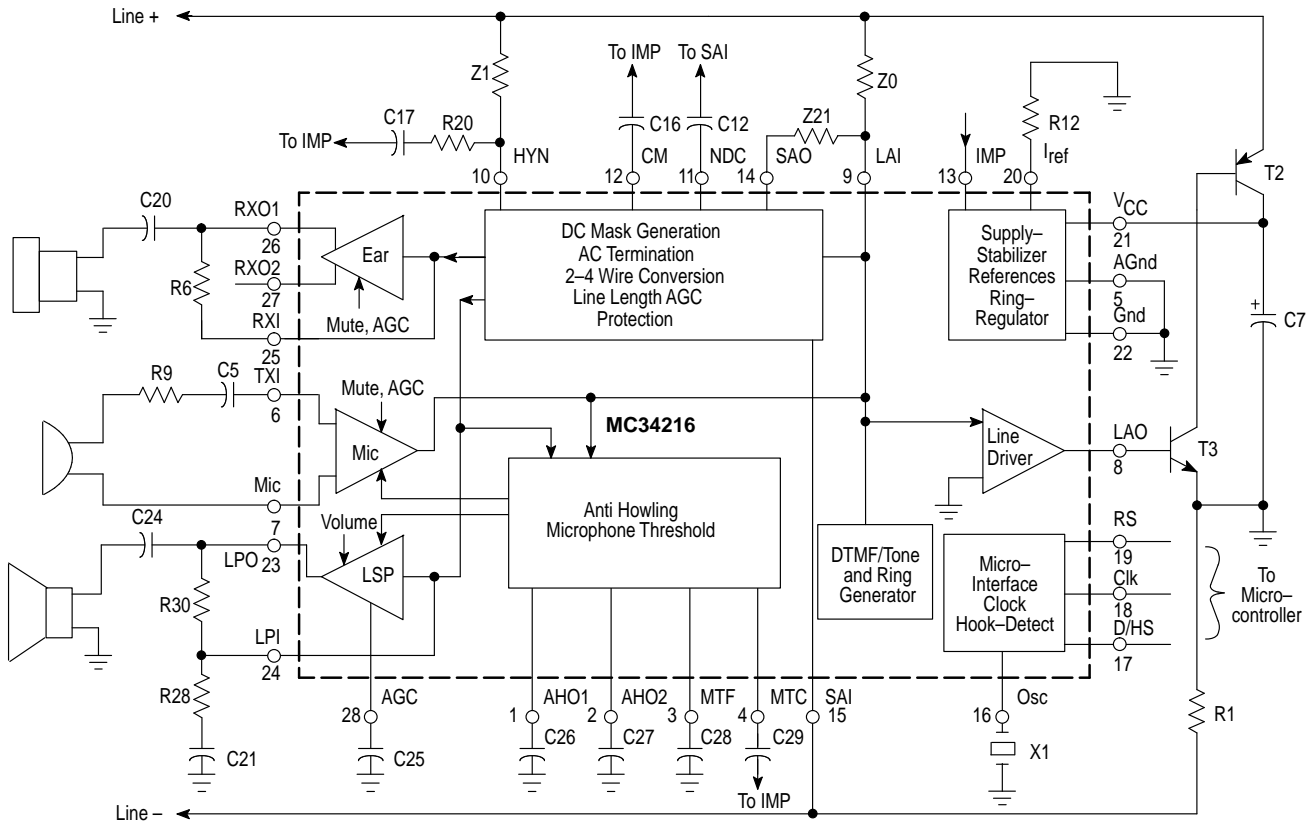 Line +
To IMP
To SAI
Z1
Z0
C17
R20
To IMP
C16
C12
Z21
R12
HYN
CM
NDC
SAO
LAI
IMP
Iref
10
12
11
14
9
13
20
T2
C20
RXO1
26
RXO2
27
R6
RXI
25
Ear
Mute, AGC
DC Mask Generation
AC Termination
2–4 Wire Conversion
Line Length AGC
Protection
Supply–
Stabilizer
References
Ring–
Regulator
VCC
21
AGnd
5
Gnd
22
+
C7
R9
C5
TXI
6
Mute, AGC
Mic
MC34216
Mic
7
Line
Driver
LAO
8
T3
C24
LPO
23
Volume
LSP
Anti Howling
Microphone Threshold
DTMF/Tone
and Ring
Generator
Micro–
Interface
Clock
Hook–Detect
RS
19
Clk
18
D/HS
17
To
Micro–
controller
R30
LPI
24
R28
C21
AGC
28
C25
AHO1
1
C26
AHO2
2
C27
MTF
3
C28
MTC
4
C29
To IMP
SAI
15
Osc
16
X1
R1
Line –